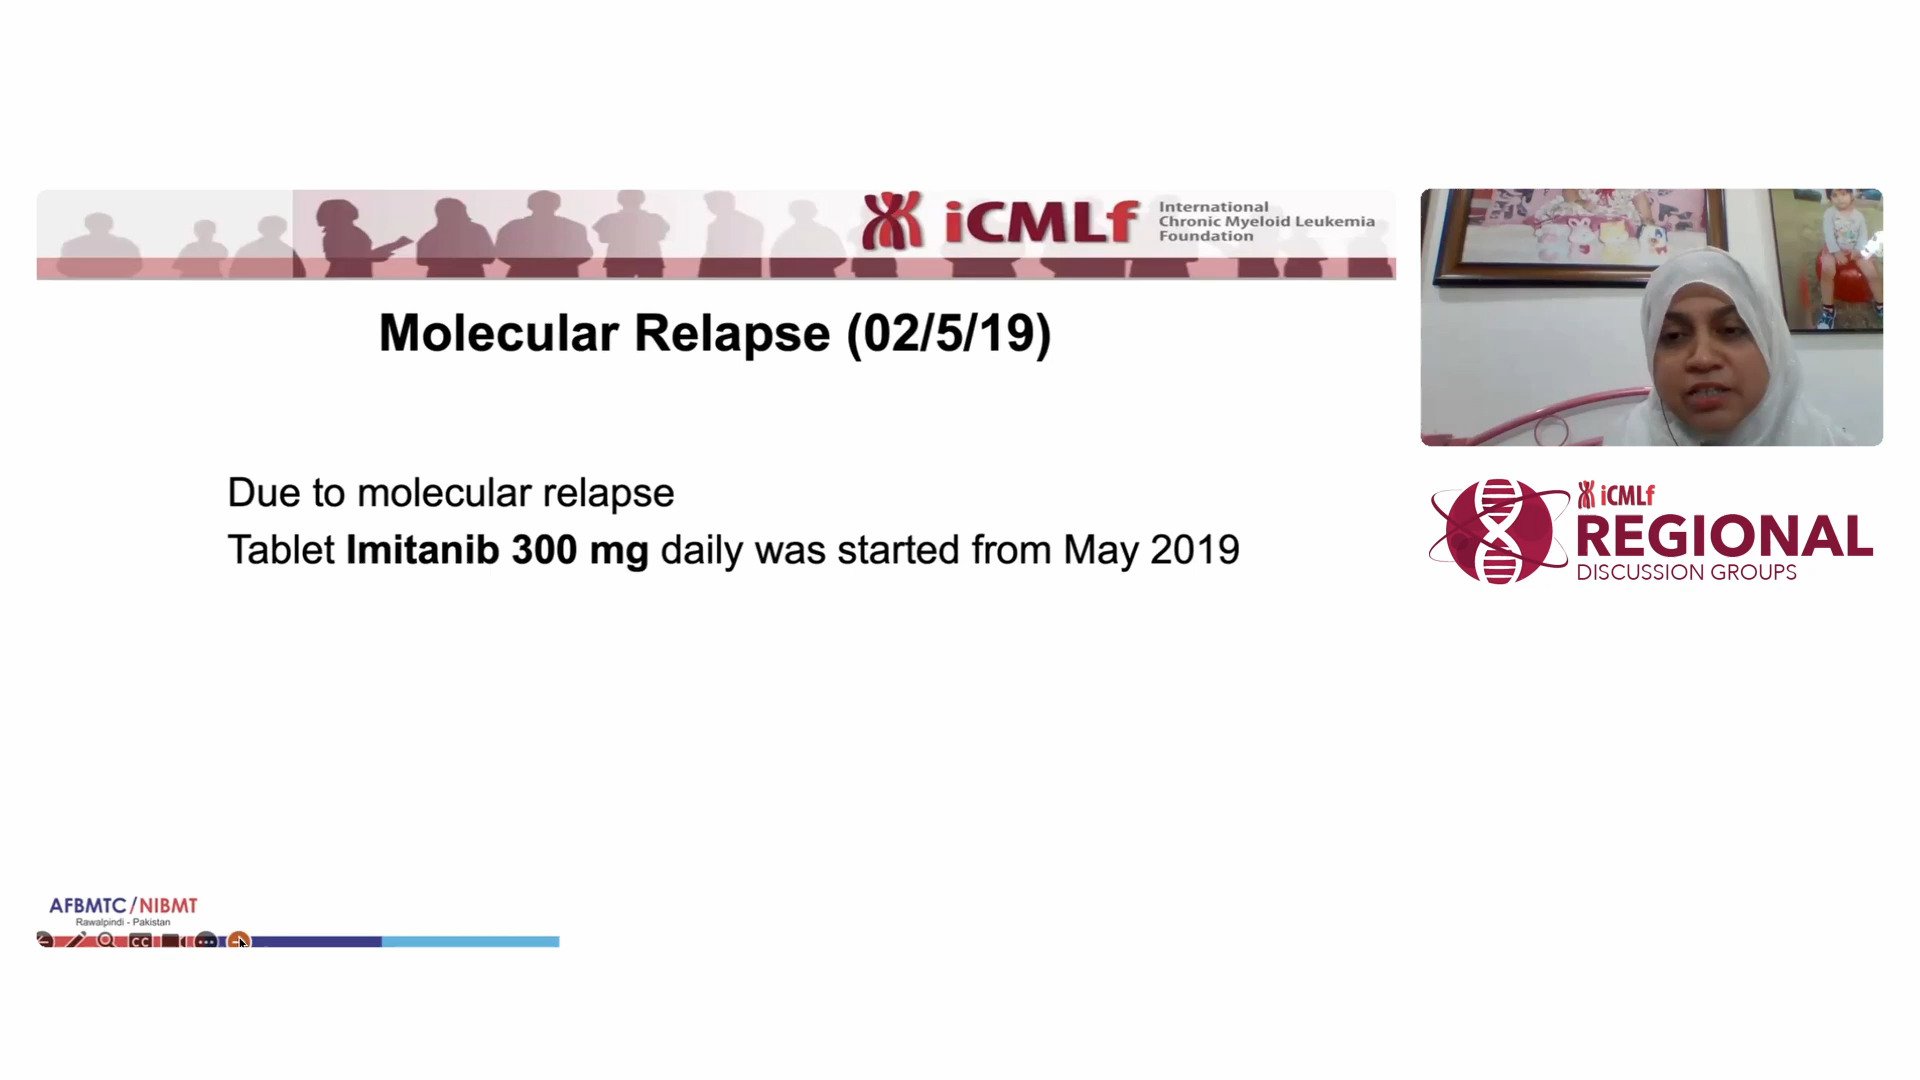 iCMLf
International
Chronic Myeloid Leukemia
Foundation
Molecular Relapse (02/5/19)
Due to molecular relapse
Tablet Imitanib 300 mg daily was started from May 2019
iCMLf
REGIONAL
DISCUSSION GROUPS
AFBMTC/NIBMT
Rawalpindi - Pakistan
CC